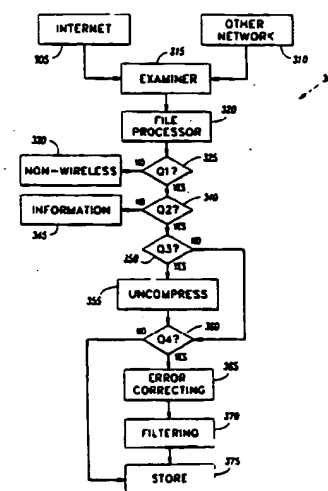 INTERNET
305
OTHER
NETWORK
310
315
EXAMINER
320
FILE
PROCESSOR
330
NON-WIRELESS
NO
Q1?
325
YES
INFORMATION
345
NO
Q2?
340
YES
Q3?
NO
350
YES
355
UNCOMPRESS
NO
Q4?
360
YES
365
ERROR
CORRECTING
370
FILTERING
375
STORE